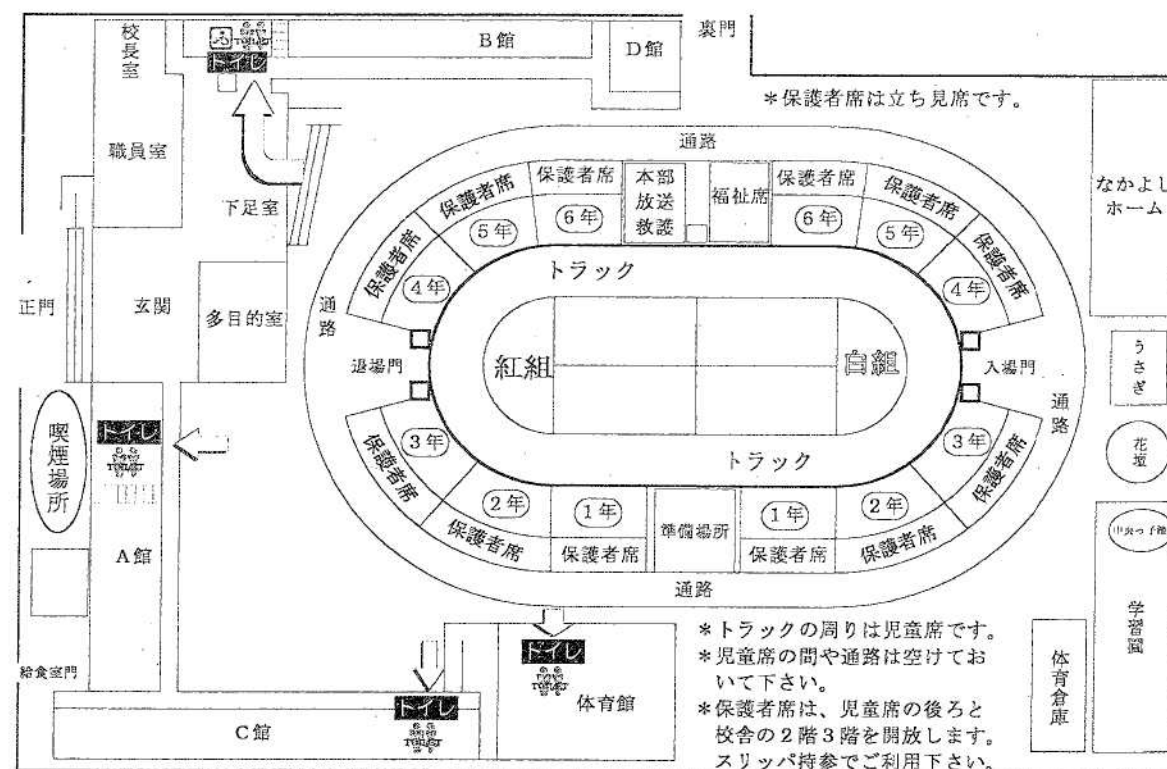 校長室
トイレ
B館
D館
裏門
*保護者席は立ち見席です。
職員室
下足室
通路
なかよし
ホーム
保護者席
保護者席
本部
放送
救護
福祉席
保護者席
保護者席
5年
6年
6年
5年
保護者席
4年
保護者席
4年
トラック
正門
玄関
多目的室
通路
退場門
紅組
白組
入場門
うさぎ
通路
花壇
喫煙場所
トイレ
TOILET
3年
保護者席
トラック
3年
保護者席
2年
保護者席
1年
保護者席
準備場所
1年
保護者席
2年
保護者席
中央っ子池
A館
通路
学習園
給食室門
トイレ
TOILET
体育館
C館
トイレ
TOILET
体育倉庫
*トラックの周りは児童席です。
*児童席の間や通路は空けてお
いて下さい。
*保護者席は、児童席の後ろと
校舎の2階3階を開放します。
スリッパ持参でご利用下さい。